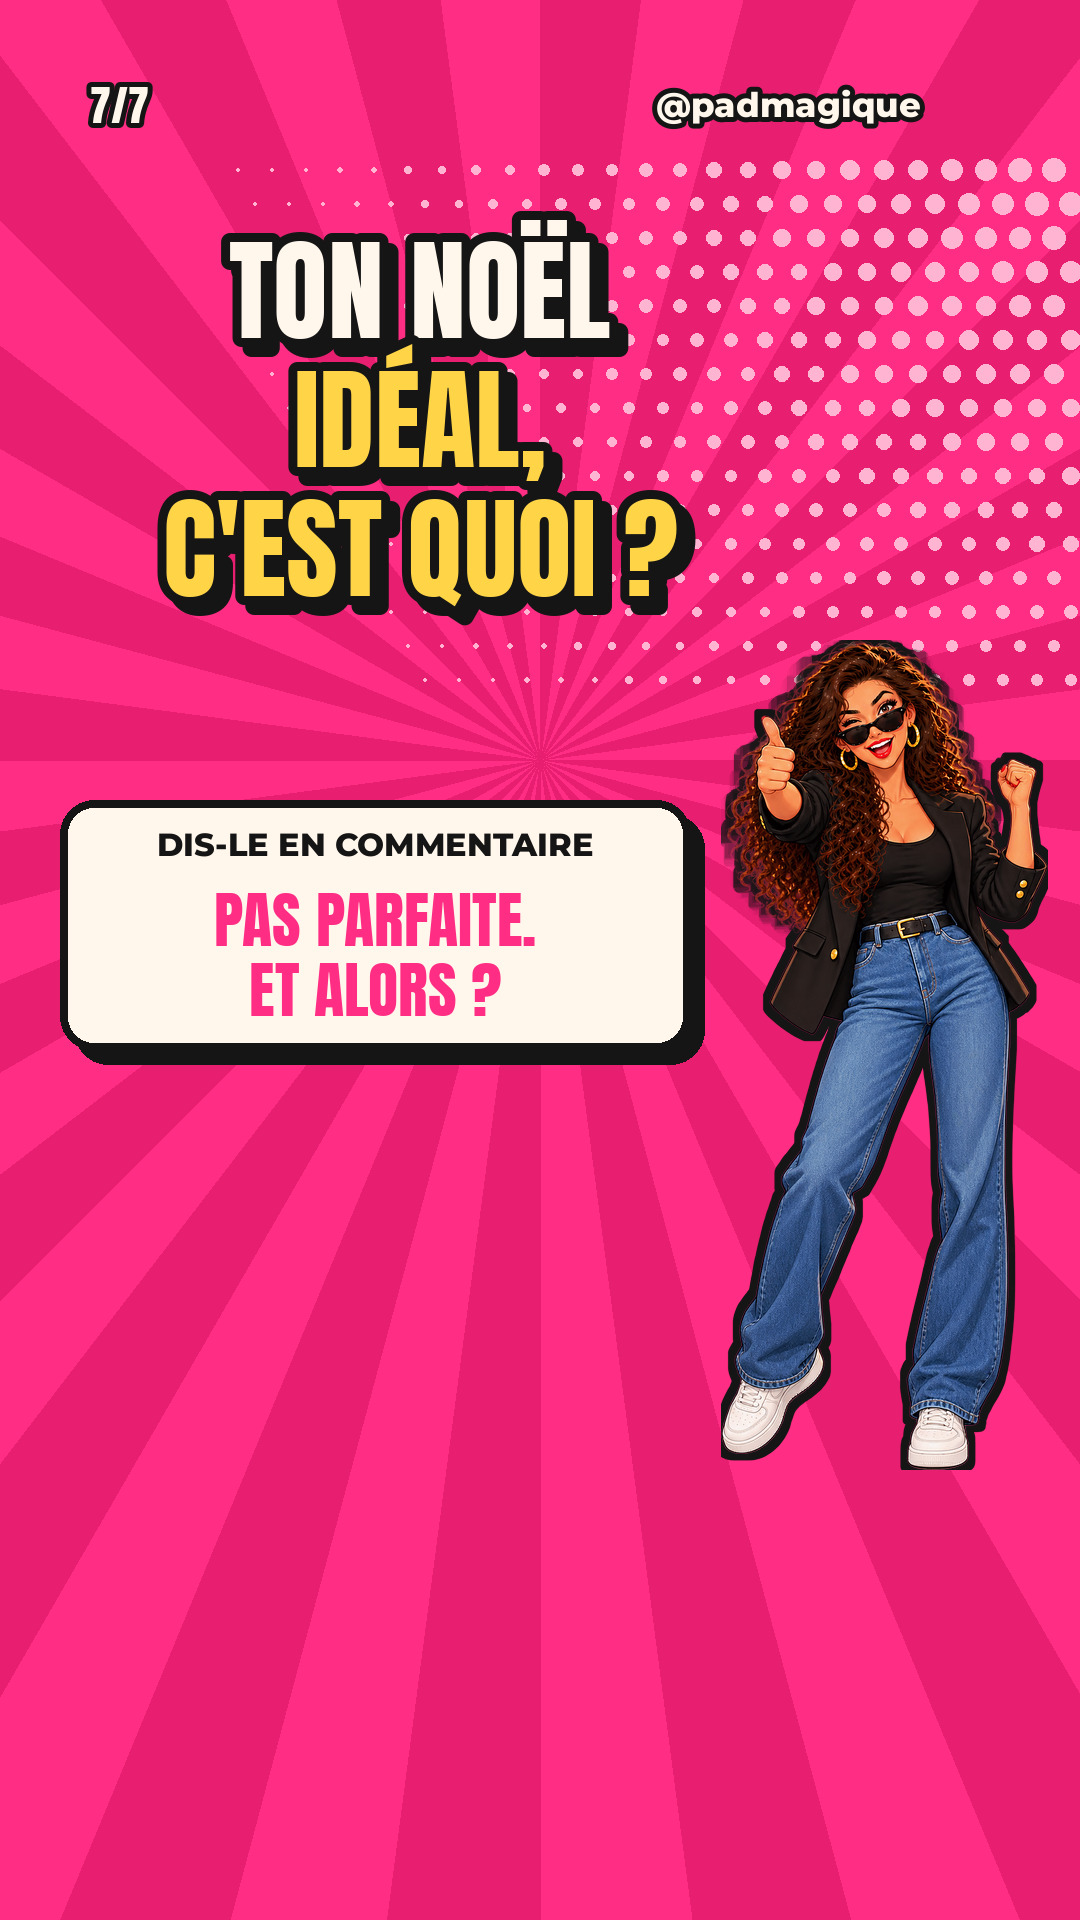 7/7
@padmagique
TON NOËL
IDÉAL,
C'EST QUOI ?
DIS-LE EN COMMENTAIRE
PAS PARFAITE.
ET ALORS ?